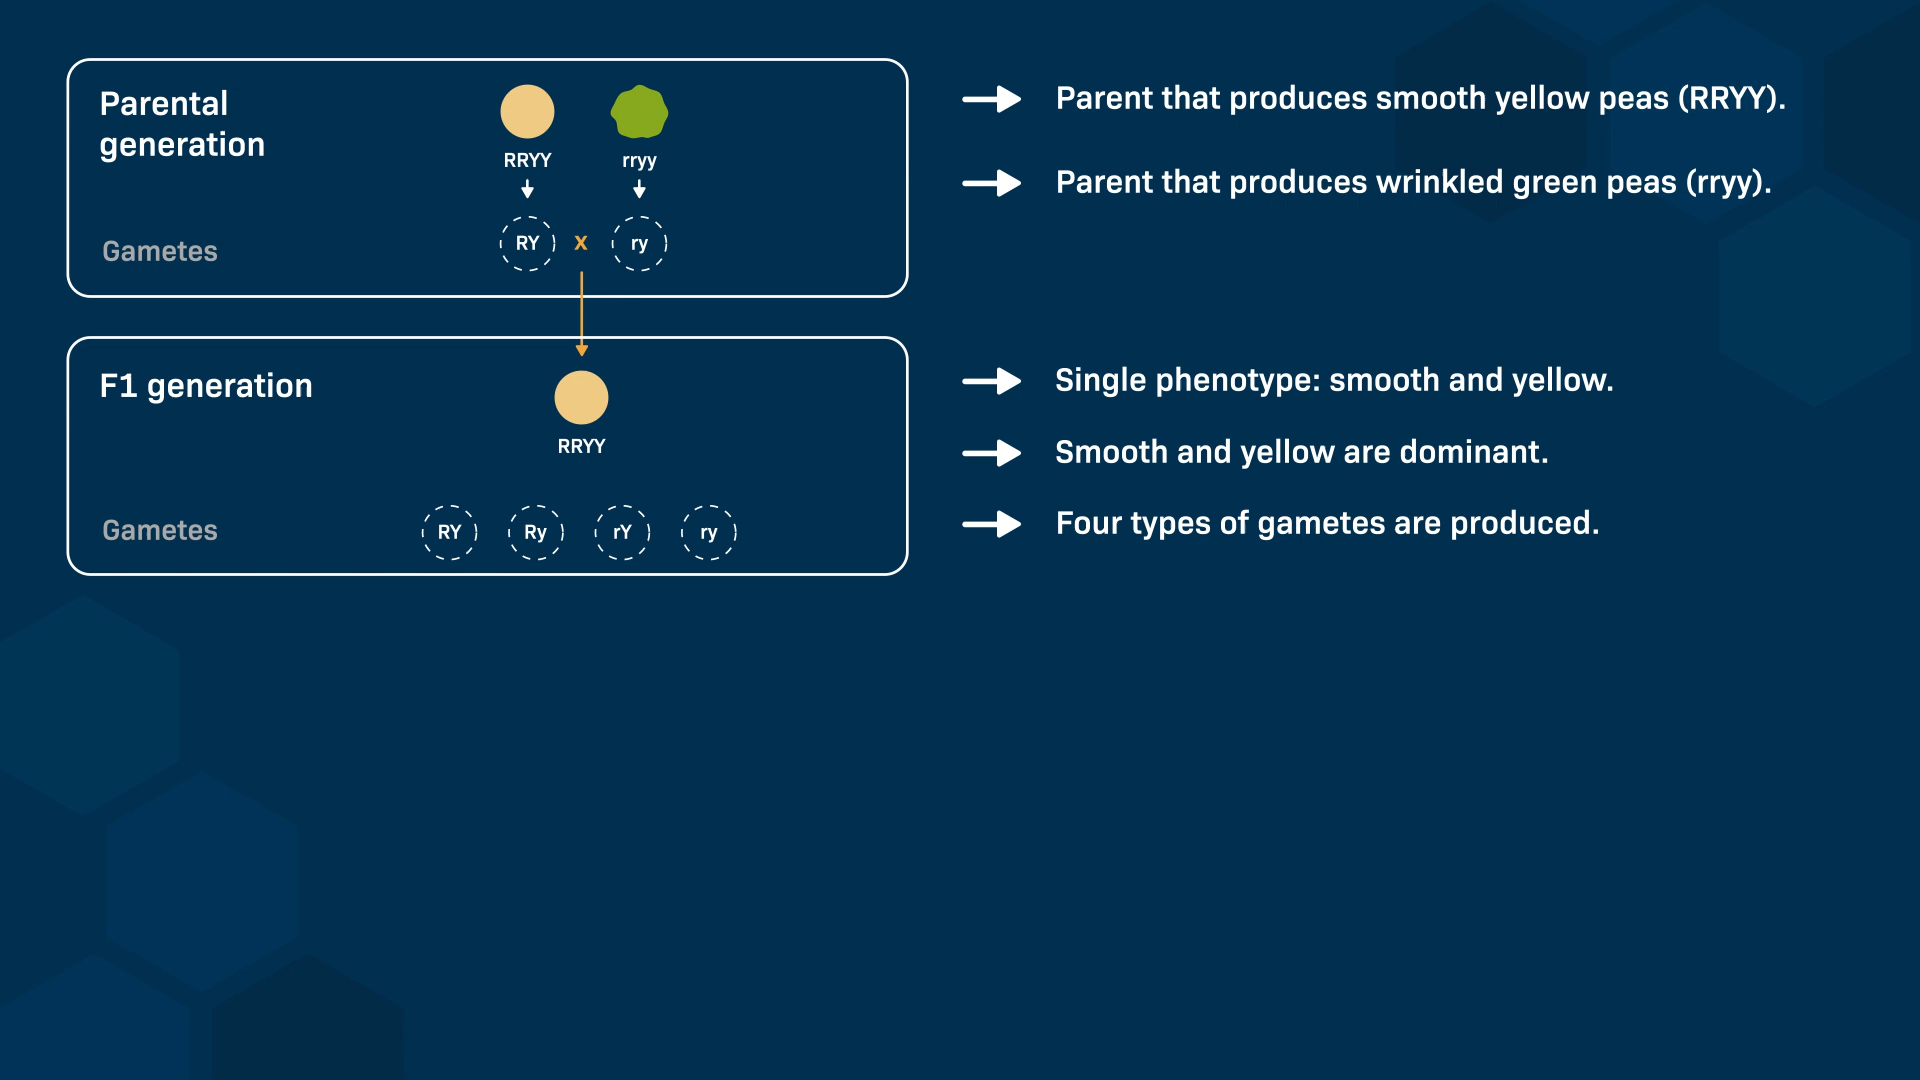 Parental
generation
RRYY
rryy
Gametes
RY
x
ry
Parent that produces smooth yellow peas (RRYY).
Parent that produces wrinkled green peas (rryy).
F1 generation
RRYY
Gametes
RY
Ry
rY
ry
Single phenotype: smooth and yellow.
Smooth and yellow are dominant.
Four types of gametes are produced.